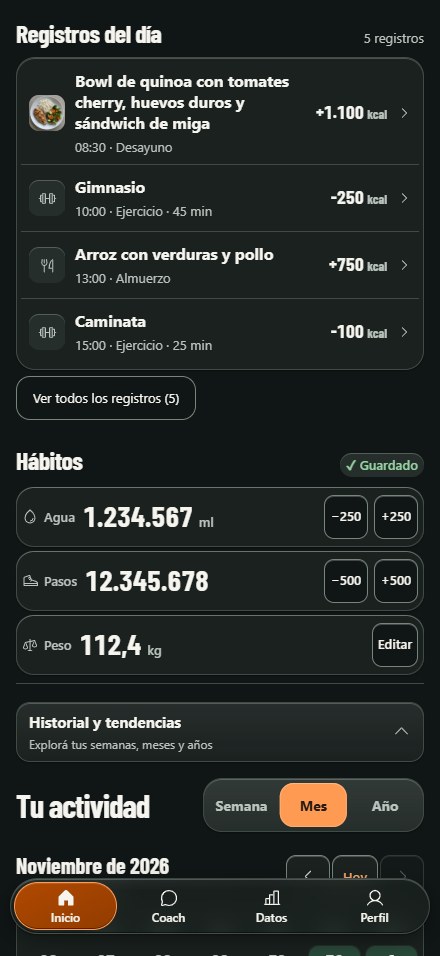 Registros del día
5 registros
Bowl de quinoa con tomates
cherry, huevos duros y
sándwich de miga
+1.100 kcal
08:30 · Desayuno
Gimnasio
-250 kcal
10:00 · Ejercicio · 45 min
Arroz con verduras y pollo
+750 kcal
13:00 · Almuerzo
Caminata
-100 kcal
15:00 · Ejercicio · 25 min
Ver todos los registros (5)
Hábitos
✓ Guardado
Agua 1.234.567 ml
−250 +250
Pasos 12.345.678
−500 +500
Peso 112,4 kg
Editar
Historial y tendencias
Explorá tus semanas, meses y años
Tu actividad
Semana Mes Año
Noviembre de 2026
Hoy
Inicio Coach Datos Perfil